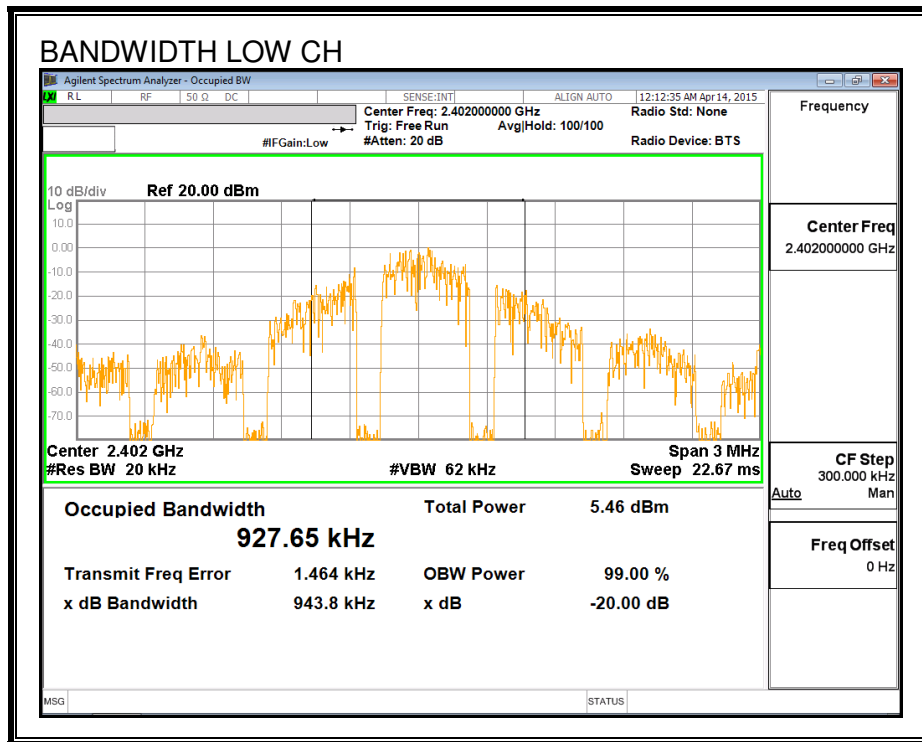 BANDWIDTH LOW CH
Agilent Spectrum Analyzer - Occupied BW
LXI RL RF 50 Ω DC SENSE:INT ALIGN AUTO 12:12:35 AM Apr 14, 2015
Center Freq: 2.402000000 GHz Radio Std: None
Trig: Free Run Avg|Hold: 100/100
#IFGain:Low #Atten: 20 dB Radio Device: BTS
10 dB/div Ref 20.00 dBm
Log
10.0
0.00
-10.0
-20.0
-30.0
-40.0
-50.0
-60.0
-70.0
Center 2.402 GHz Span 3 MHz
#Res BW 20 kHz #VBW 62 kHz Sweep 22.67 ms
Occupied Bandwidth Total Power 5.46 dBm
927.65 kHz
Transmit Freq Error 1.464 kHz OBW Power 99.00 %
x dB Bandwidth 943.8 kHz x dB -20.00 dB
MSG STATUS
Frequency
Center Freq
2.402000000 GHz
CF Step
300.000 kHz
Auto Man
Freq Offset
0 Hz